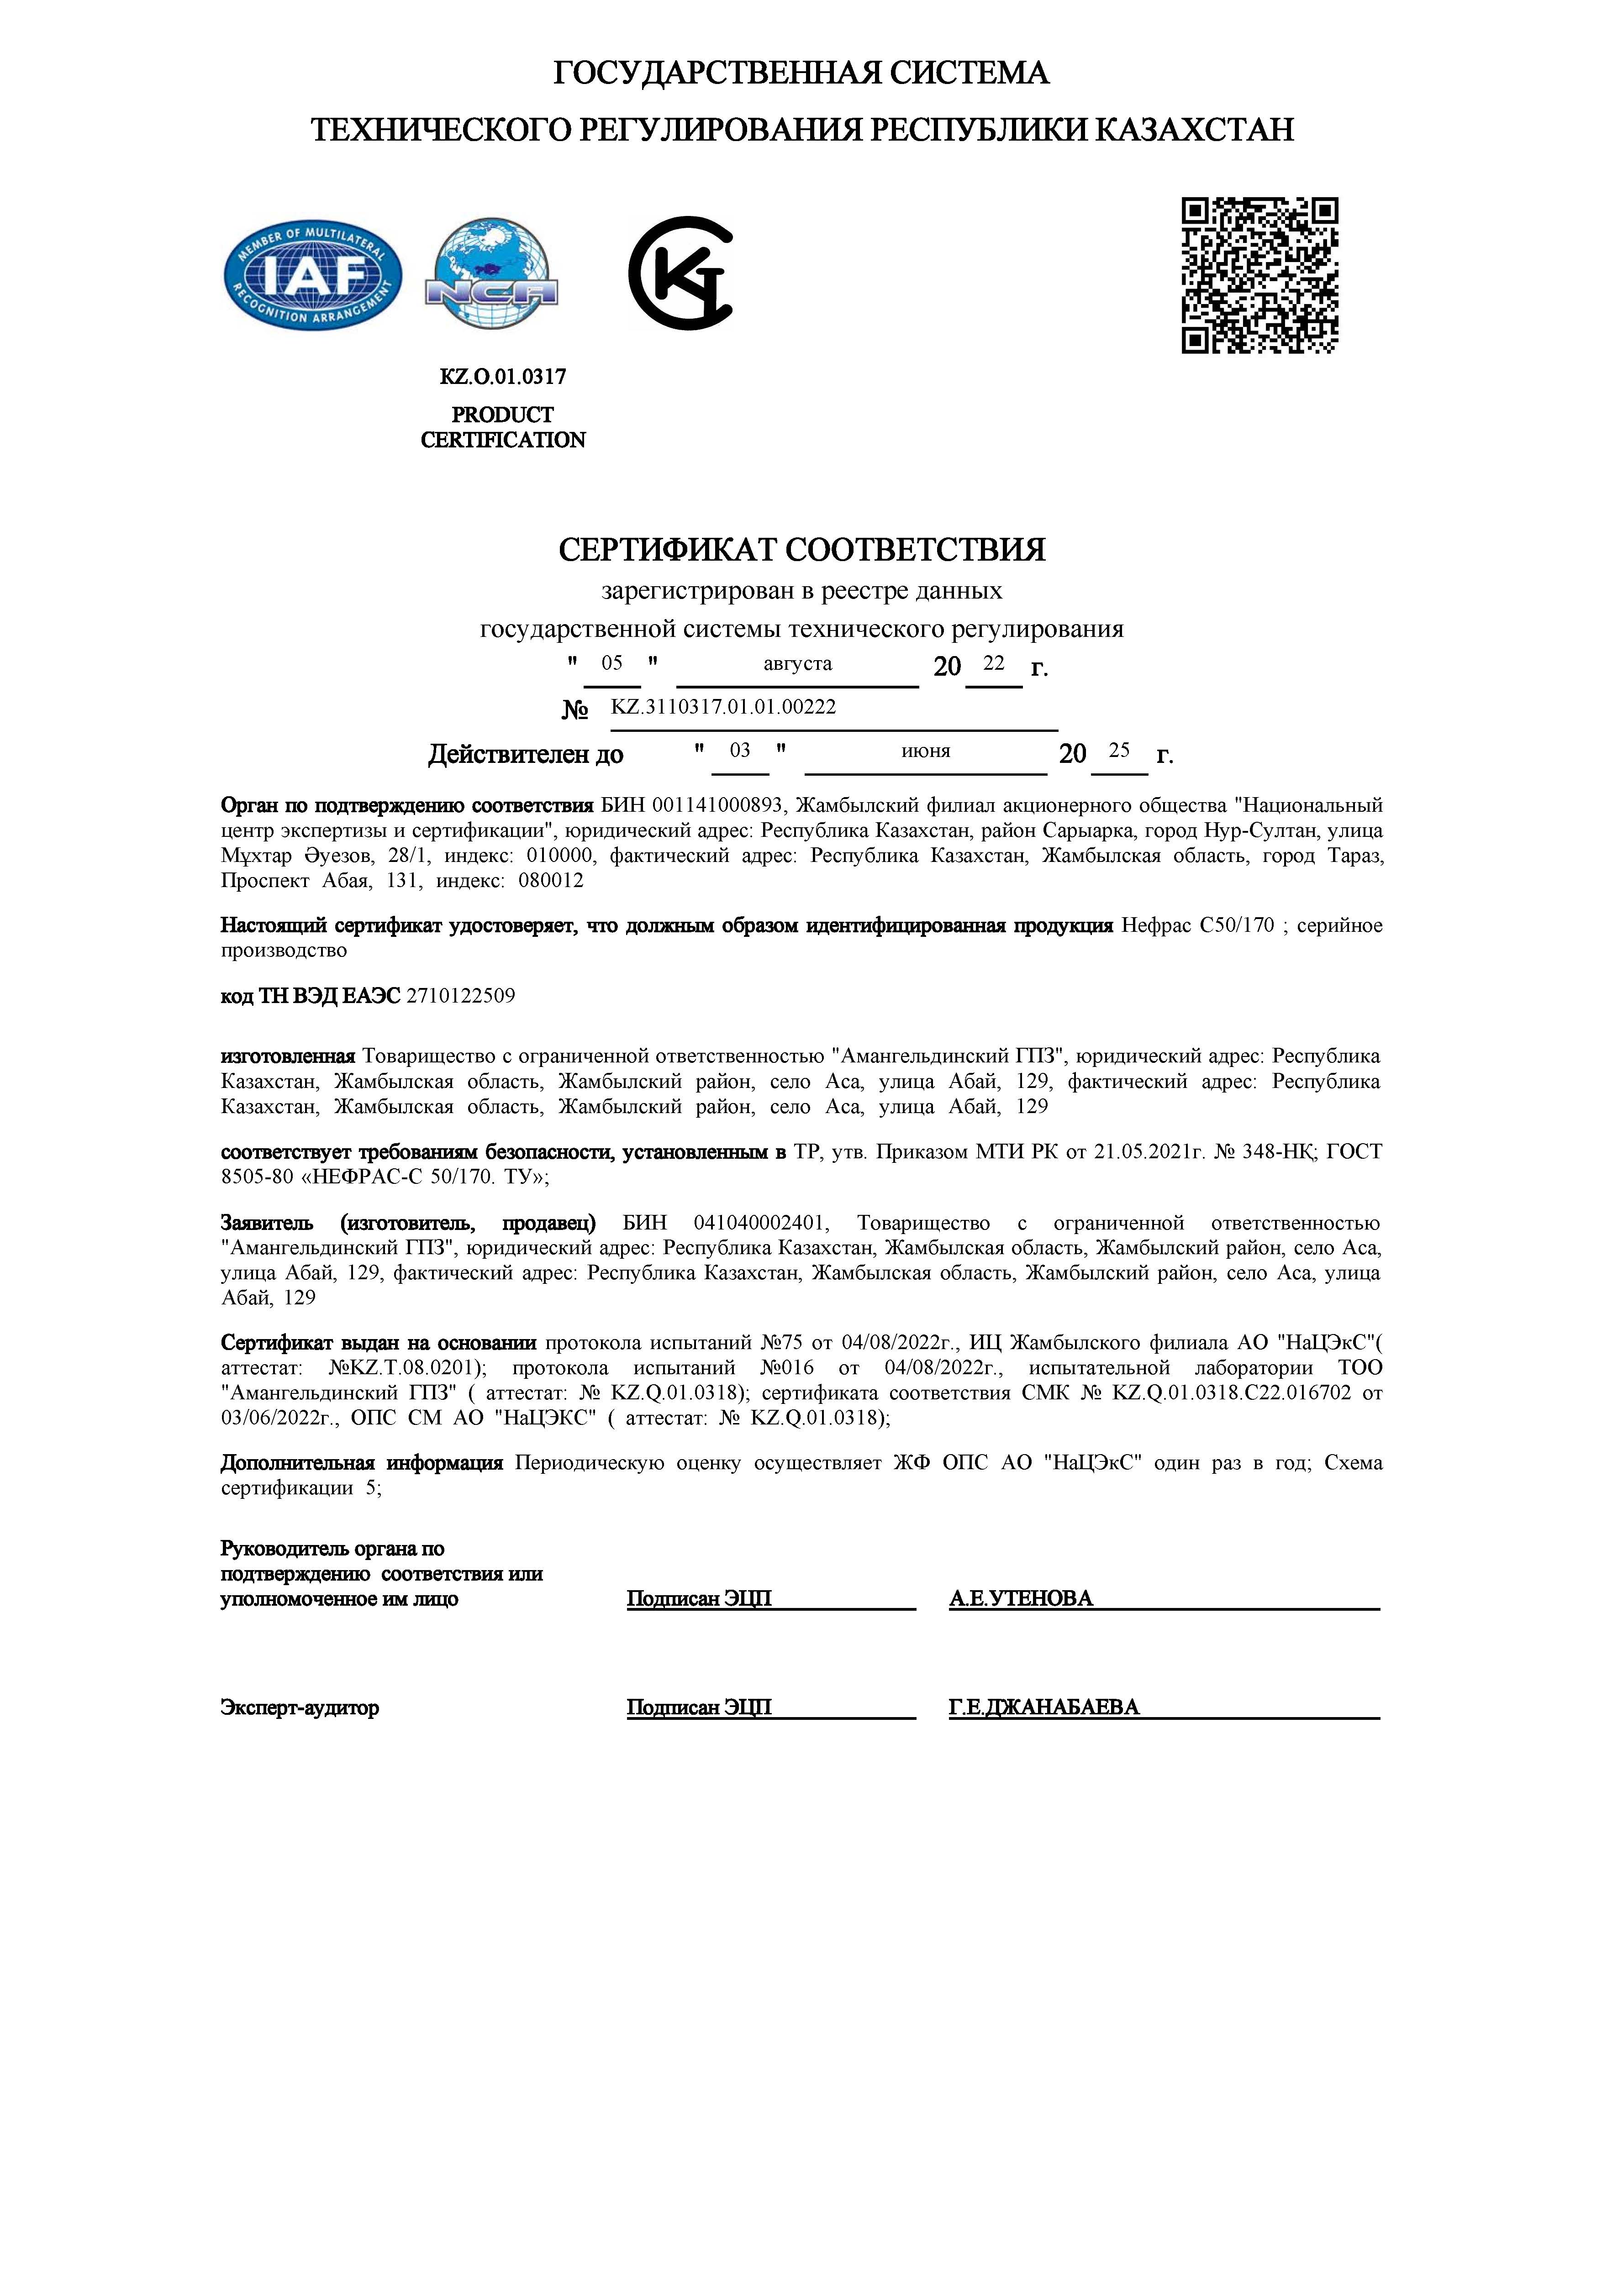 ГОСУДАРСТВЕННАЯ СИСТЕМА
ТЕХНИЧЕСКОГО РЕГУЛИРОВАНИЯ РЕСПУБЛИКИ КАЗАХСТАН
MEMBER OF MULTILATERAL
IAF
RECOGNITION ARRANGEMENT
NCA
KZ.O.01.0317
PRODUCT
CERTIFICATION
СЕРТИФИКАТ СООТВЕТСТВИЯ
зарегистрирован в реестре данных
государственной системы технического регулирования
" 05 " августа 20 22 г.
№ KZ.3110317.01.01.00222
Действителен до " 03 " июня 20 25 г.
Орган по подтверждению соответствия БИН 001141000893, Жамбылский филиал акционерного общества "Национальный
центр экспертизы и сертификации", юридический адрес: Республика Казахстан, район Сарыарка, город Нур-Султан, улица
Мұхтар Әуезов, 28/1, индекс: 010000, фактический адрес: Республика Казахстан, Жамбылская область, город Тараз,
Проспект Абая, 131, индекс: 080012
Настоящий сертификат удостоверяет, что должным образом идентифицированная продукция Нефрас С50/170 ; серийное
производство
код ТН ВЭД ЕАЭС 2710122509
изготовленная Товарищество с ограниченной ответственностью "Амангельдинский ГПЗ", юридический адрес: Республика
Казахстан, Жамбылская область, Жамбылский район, село Аса, улица Абай, 129, фактический адрес: Республика
Казахстан, Жамбылская область, Жамбылский район, село Аса, улица Абай, 129
соответствует требованиям безопасности, установленным в ТР, утв. Приказом МТИ РК от 21.05.2021г. № 348-НҚ; ГОСТ
8505-80 «НЕФРАС-С 50/170. ТУ»;
Заявитель (изготовитель, продавец) БИН 041040002401, Товарищество с ограниченной ответственностью
"Амангельдинский ГПЗ", юридический адрес: Республика Казахстан, Жамбылская область, Жамбылский район, село Аса,
улица Абай, 129, фактический адрес: Республика Казахстан, Жамбылская область, Жамбылский район, село Аса, улица
Абай, 129
Сертификат выдан на основании протокола испытаний №75 от 04/08/2022г., ИЦ Жамбылского филиала АО "НаЦЭкС"(
аттестат: №KZ.T.08.0201); протокола испытаний №016 от 04/08/2022г., испытательной лаборатории ТОО
"Амангельдинский ГПЗ" ( аттестат: № KZ.Q.01.0318); сертификата соответствия СМК № KZ.Q.01.0318.C22.016702 от
03/06/2022г., ОПС СМ АО "НаЦЭКС" ( аттестат: № KZ.Q.01.0318);
Дополнительная информация Периодическую оценку осуществляет ЖФ ОПС АО "НаЦЭкС" один раз в год; Схема
сертификации 5;
Руководитель органа по
подтверждению соответствия или
уполномоченное им лицо Подписан ЭЦП А.Е.УТЕНОВА
Эксперт-аудитор Подписан ЭЦП Г.Е.ДЖАНАБАЕВА